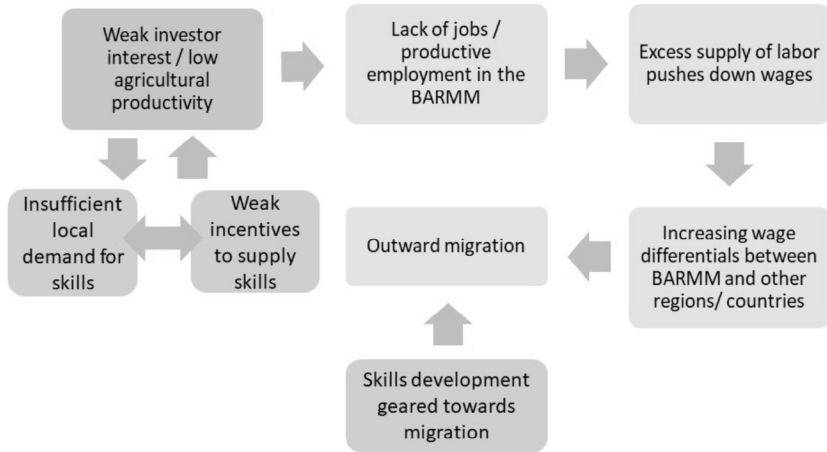 Weak investor
interest / low
agricultural
productivity
Lack of jobs /
productive
employment in the
BARMM
Excess supply of labor
pushes down wages
Insufficient
local
demand for
skills
Weak
incentives
to supply
skills
Outward migration
Increasing wage
differentials between
BARMM and other
regions/ countries
Skills development
geared towards
migration